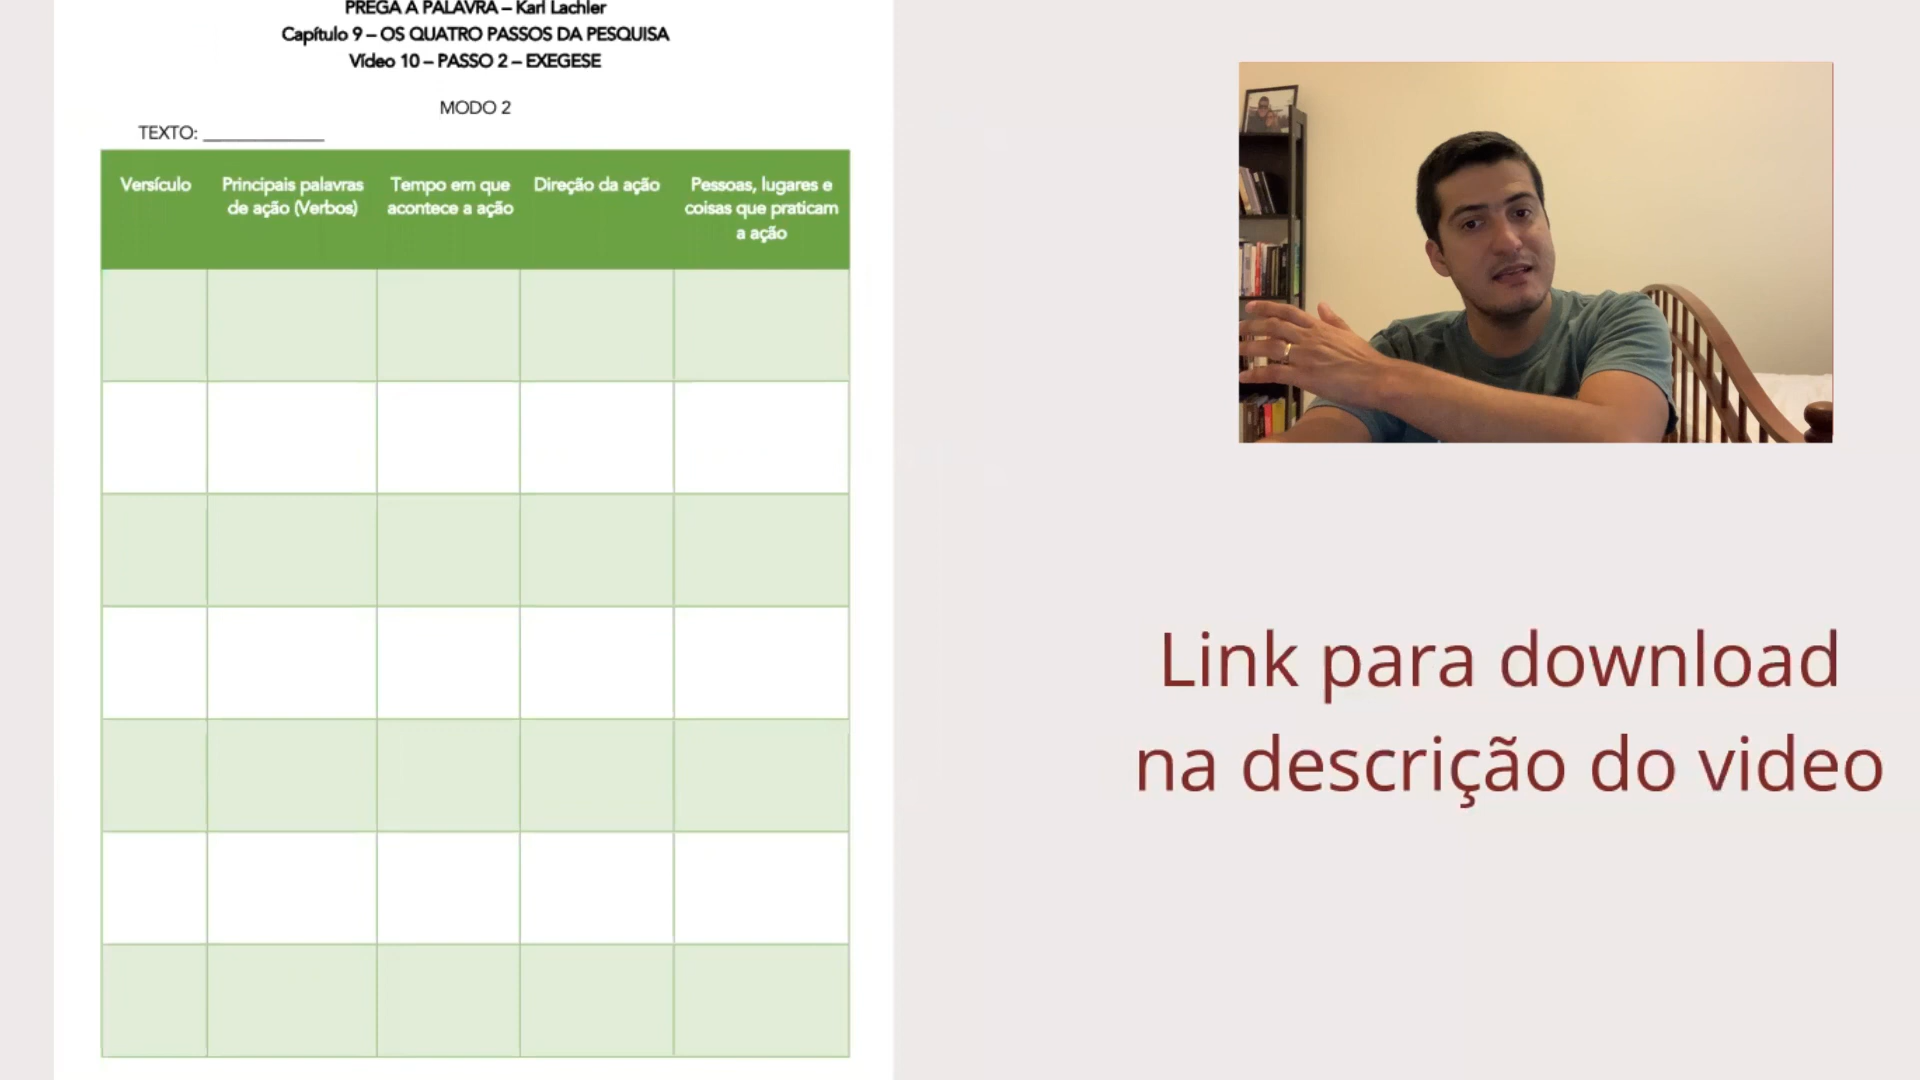 PREGA A PALAVRA – Karl Lachler
Capítulo 9 – OS QUATRO PASSOS DA PESQUISA
Vídeo 10 – PASSO 2 – EXEGESE
MODO 2
TEXTO: ______________
Versículo
Principais palavras
de ação (Verbos)
Tempo em que
acontece a ação
Direção da ação
Pessoas, lugares e
coisas que praticam
a ação
Link para download
na descrição do video